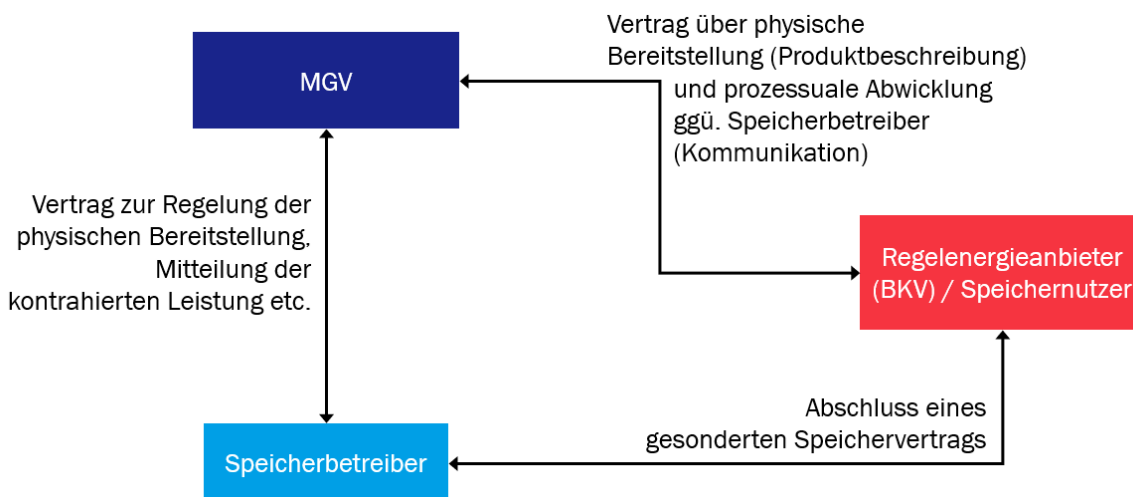 Vertrag über physische
Bereitstellung (Produktbeschreibung)
und prozessuale Abwicklung
ggü. Speicherbetreiber
(Kommunikation)
MGV
Vertrag zur Regelung der
physischen Bereitstellung,
Mitteilung der
kontrahierten Leistung etc.
Regelenergieanbieter
(BKV) / Speichernutzer
Abschluss eines
gesonderten Speichervertrags
Speicherbetreiber